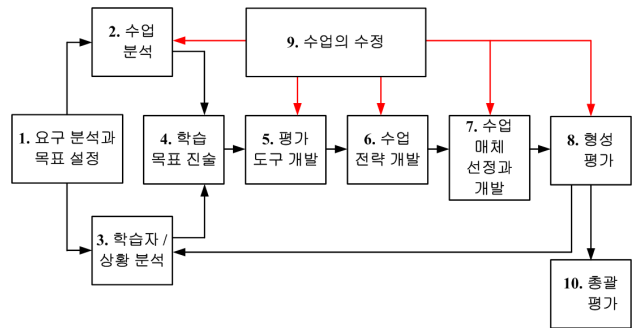 1. 요구 분석과
목표 설정
2. 수업
분석
3. 학습자 /
상황 분석
4. 학습
목표 진술
5. 평가
도구 개발
6. 수업
전략 개발
7. 수업
매체
선정과
개발
8. 형성
평가
9. 수업의 수정
10. 총괄
평가